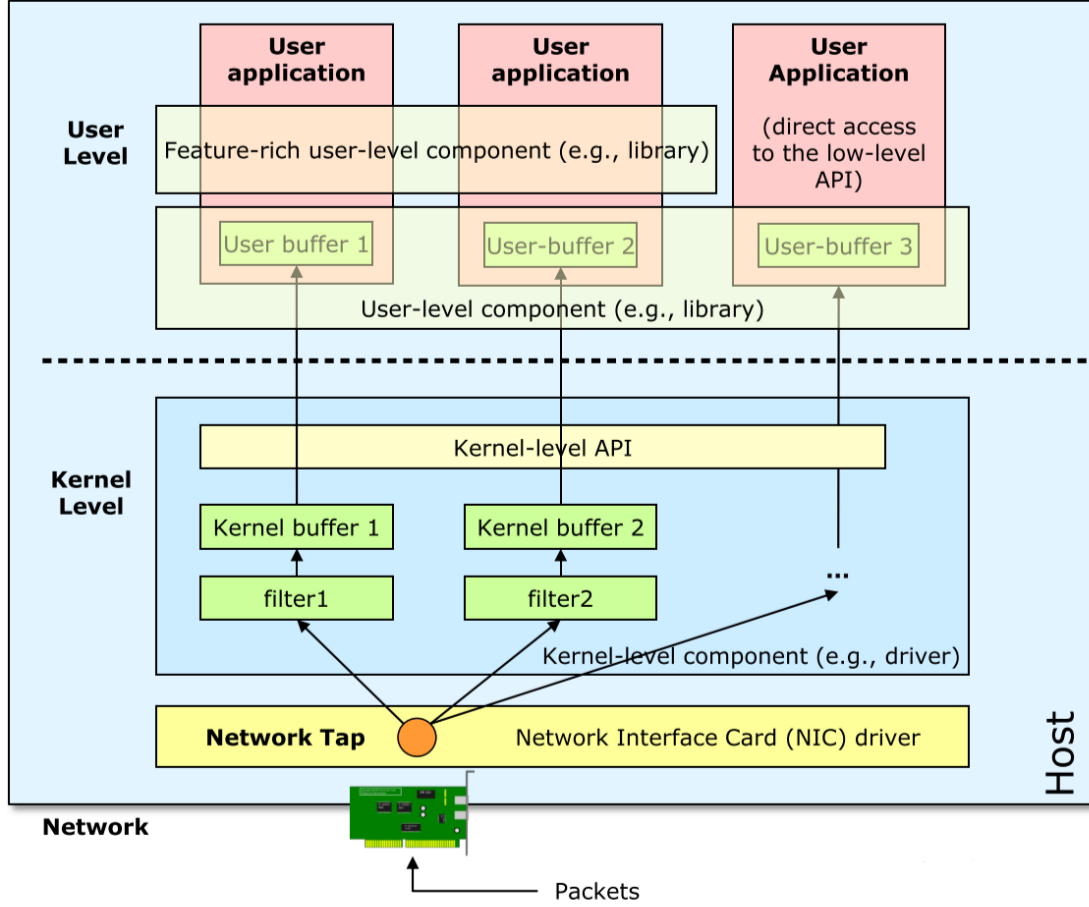 User
application
User
application
User
Application
(direct access
to the low-level
API)
User
Level
Feature-rich user-level component (e.g., library)
User buffer 1
User-buffer 2
User-buffer 3
User-level component (e.g., library)
Kernel-level API
Kernel
Level
Kernel buffer 1
Kernel buffer 2
...
filter1
filter2
Kernel-level component (e.g., driver)
Network Tap
Network Interface Card (NIC) driver
Host
Network
Packets